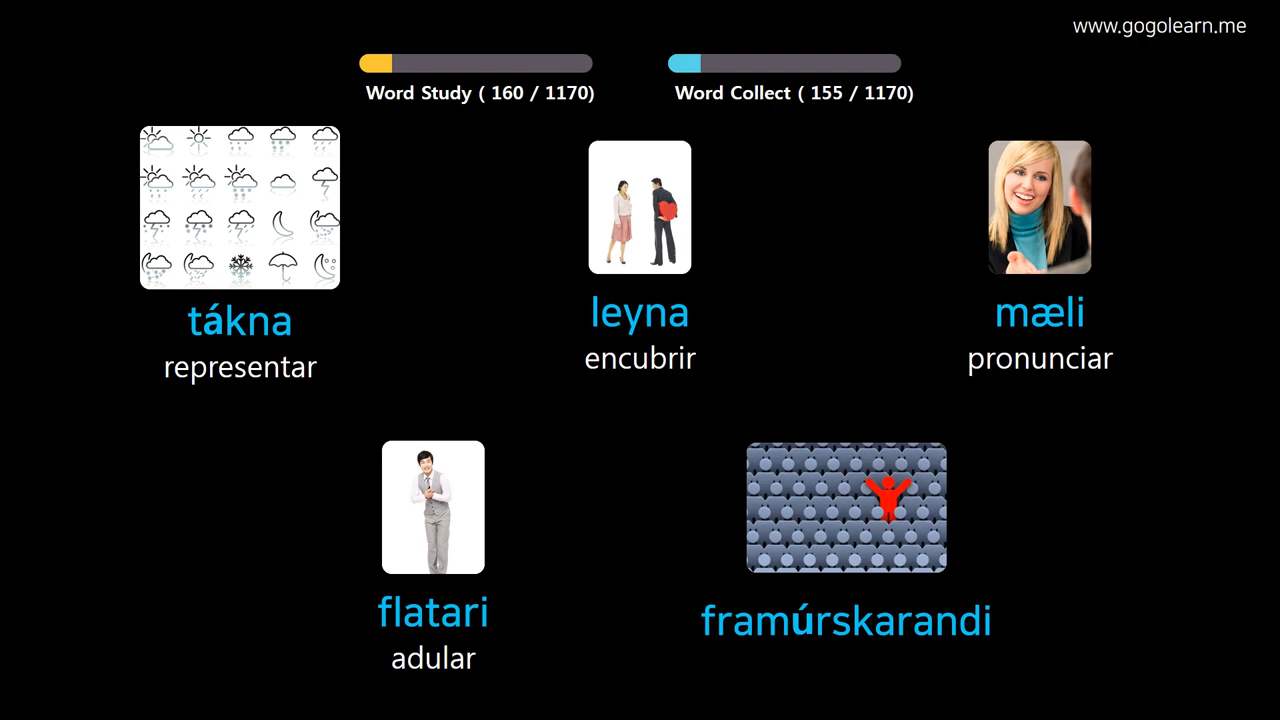 www.gogolearn.me
Word Study ( 160 / 1170)
Word Collect ( 155 / 1170)
tákna
representar
leyna
encubrir
mæli
pronunciar
flatari
adular
framúrskarandi